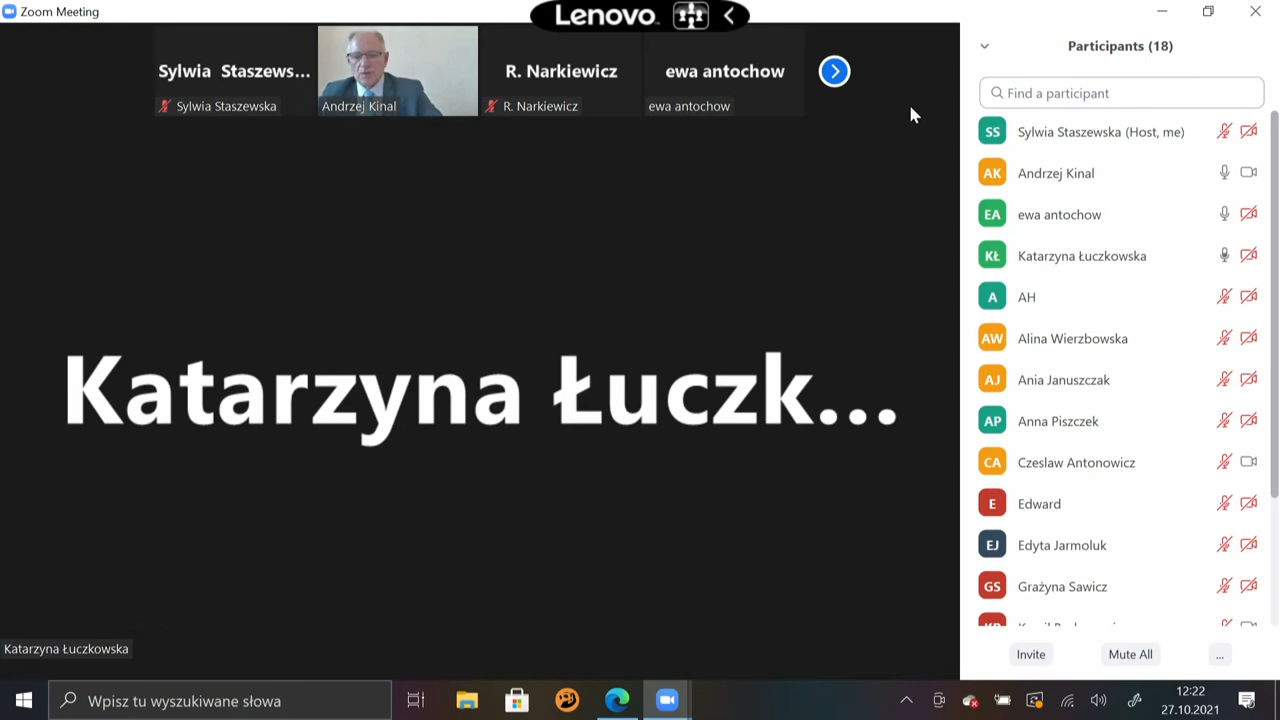 Zoom Meeting
Lenovo
Sylwia Staszews...
Sylwia Staszewska
Andrzej Kinal
R. Narkiewicz
R. Narkiewicz
ewa antochow
ewa antochow
Katarzyna Łuczk...
Katarzyna Łuczkowska
Participants (18)
Find a participant
SS Sylwia Staszewska (Host, me)
AK Andrzej Kinal
EA ewa antochow
KŁ Katarzyna Łuczkowska
A AH
AW Alina Wierzbowska
AJ Ania Januszczak
AP Anna Piszczek
CA Czeslaw Antonowicz
E Edward
EJ Edyta Jarmoluk
GS Grażyna Sawicz
Invite
Mute All
...
Wpisz tu wyszukiwane słowa
12:22
27.10.2021